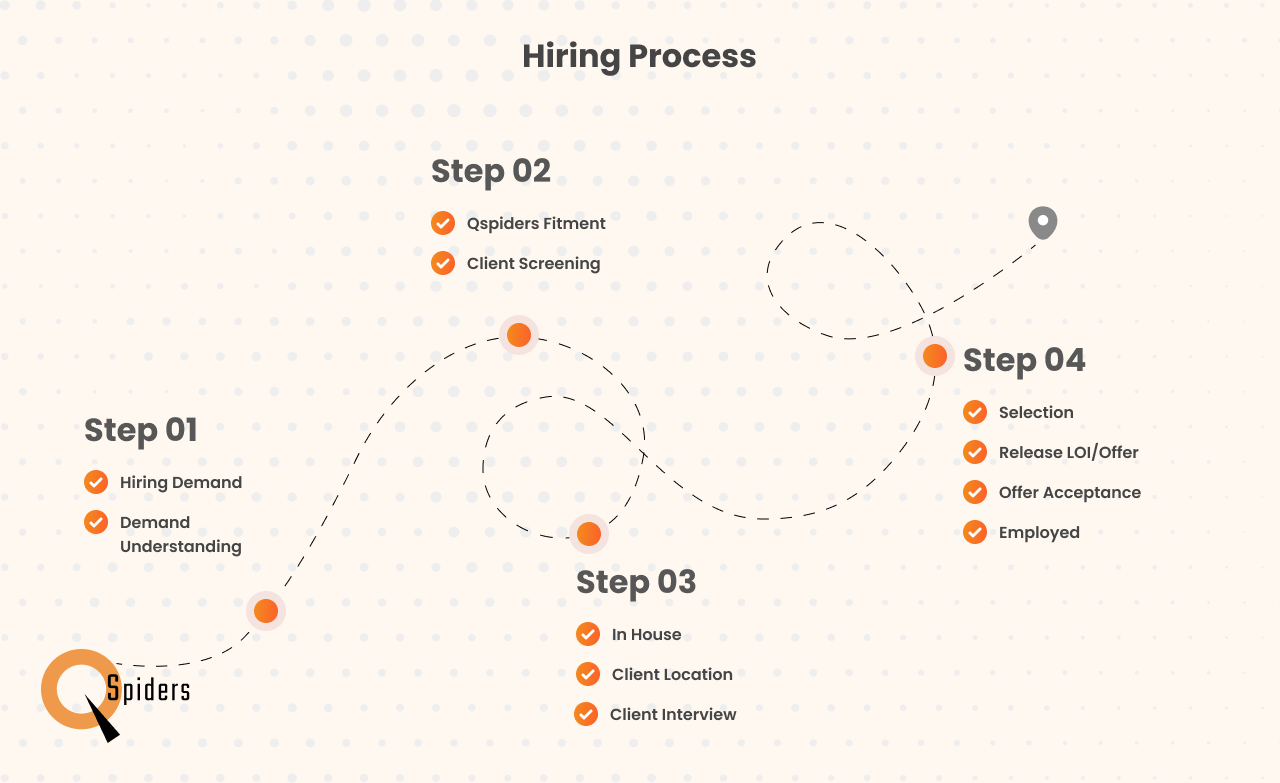 Hiring Process
Step 01
Hiring Demand
Demand
Understanding
Step 02
Qspiders Fitment
Client Screening
Step 03
In House
Client Location
Client Interview
Step 04
Selection
Release LOI/Offer
Offer Acceptance
Employed
QSpiders